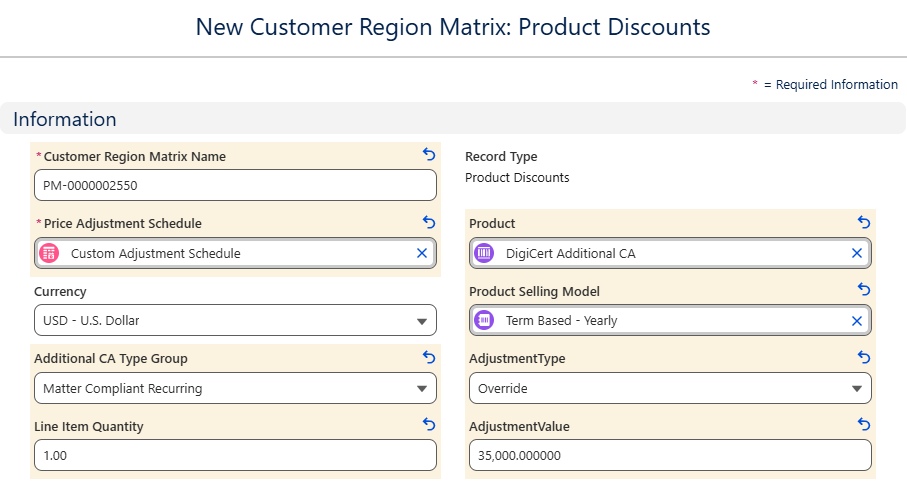 New Customer Region Matrix: Product Discounts
* = Required Information
Information
*Customer Region Matrix Name
PM-0000002550
Record Type
Product Discounts
*Price Adjustment Schedule
Custom Adjustment Schedule
Product
DigiCert Additional CA
Currency
USD - U.S. Dollar
Product Selling Model
Term Based - Yearly
Additional CA Type Group
Matter Compliant Recurring
AdjustmentType
Override
Line Item Quantity
1.00
AdjustmentValue
35,000.000000